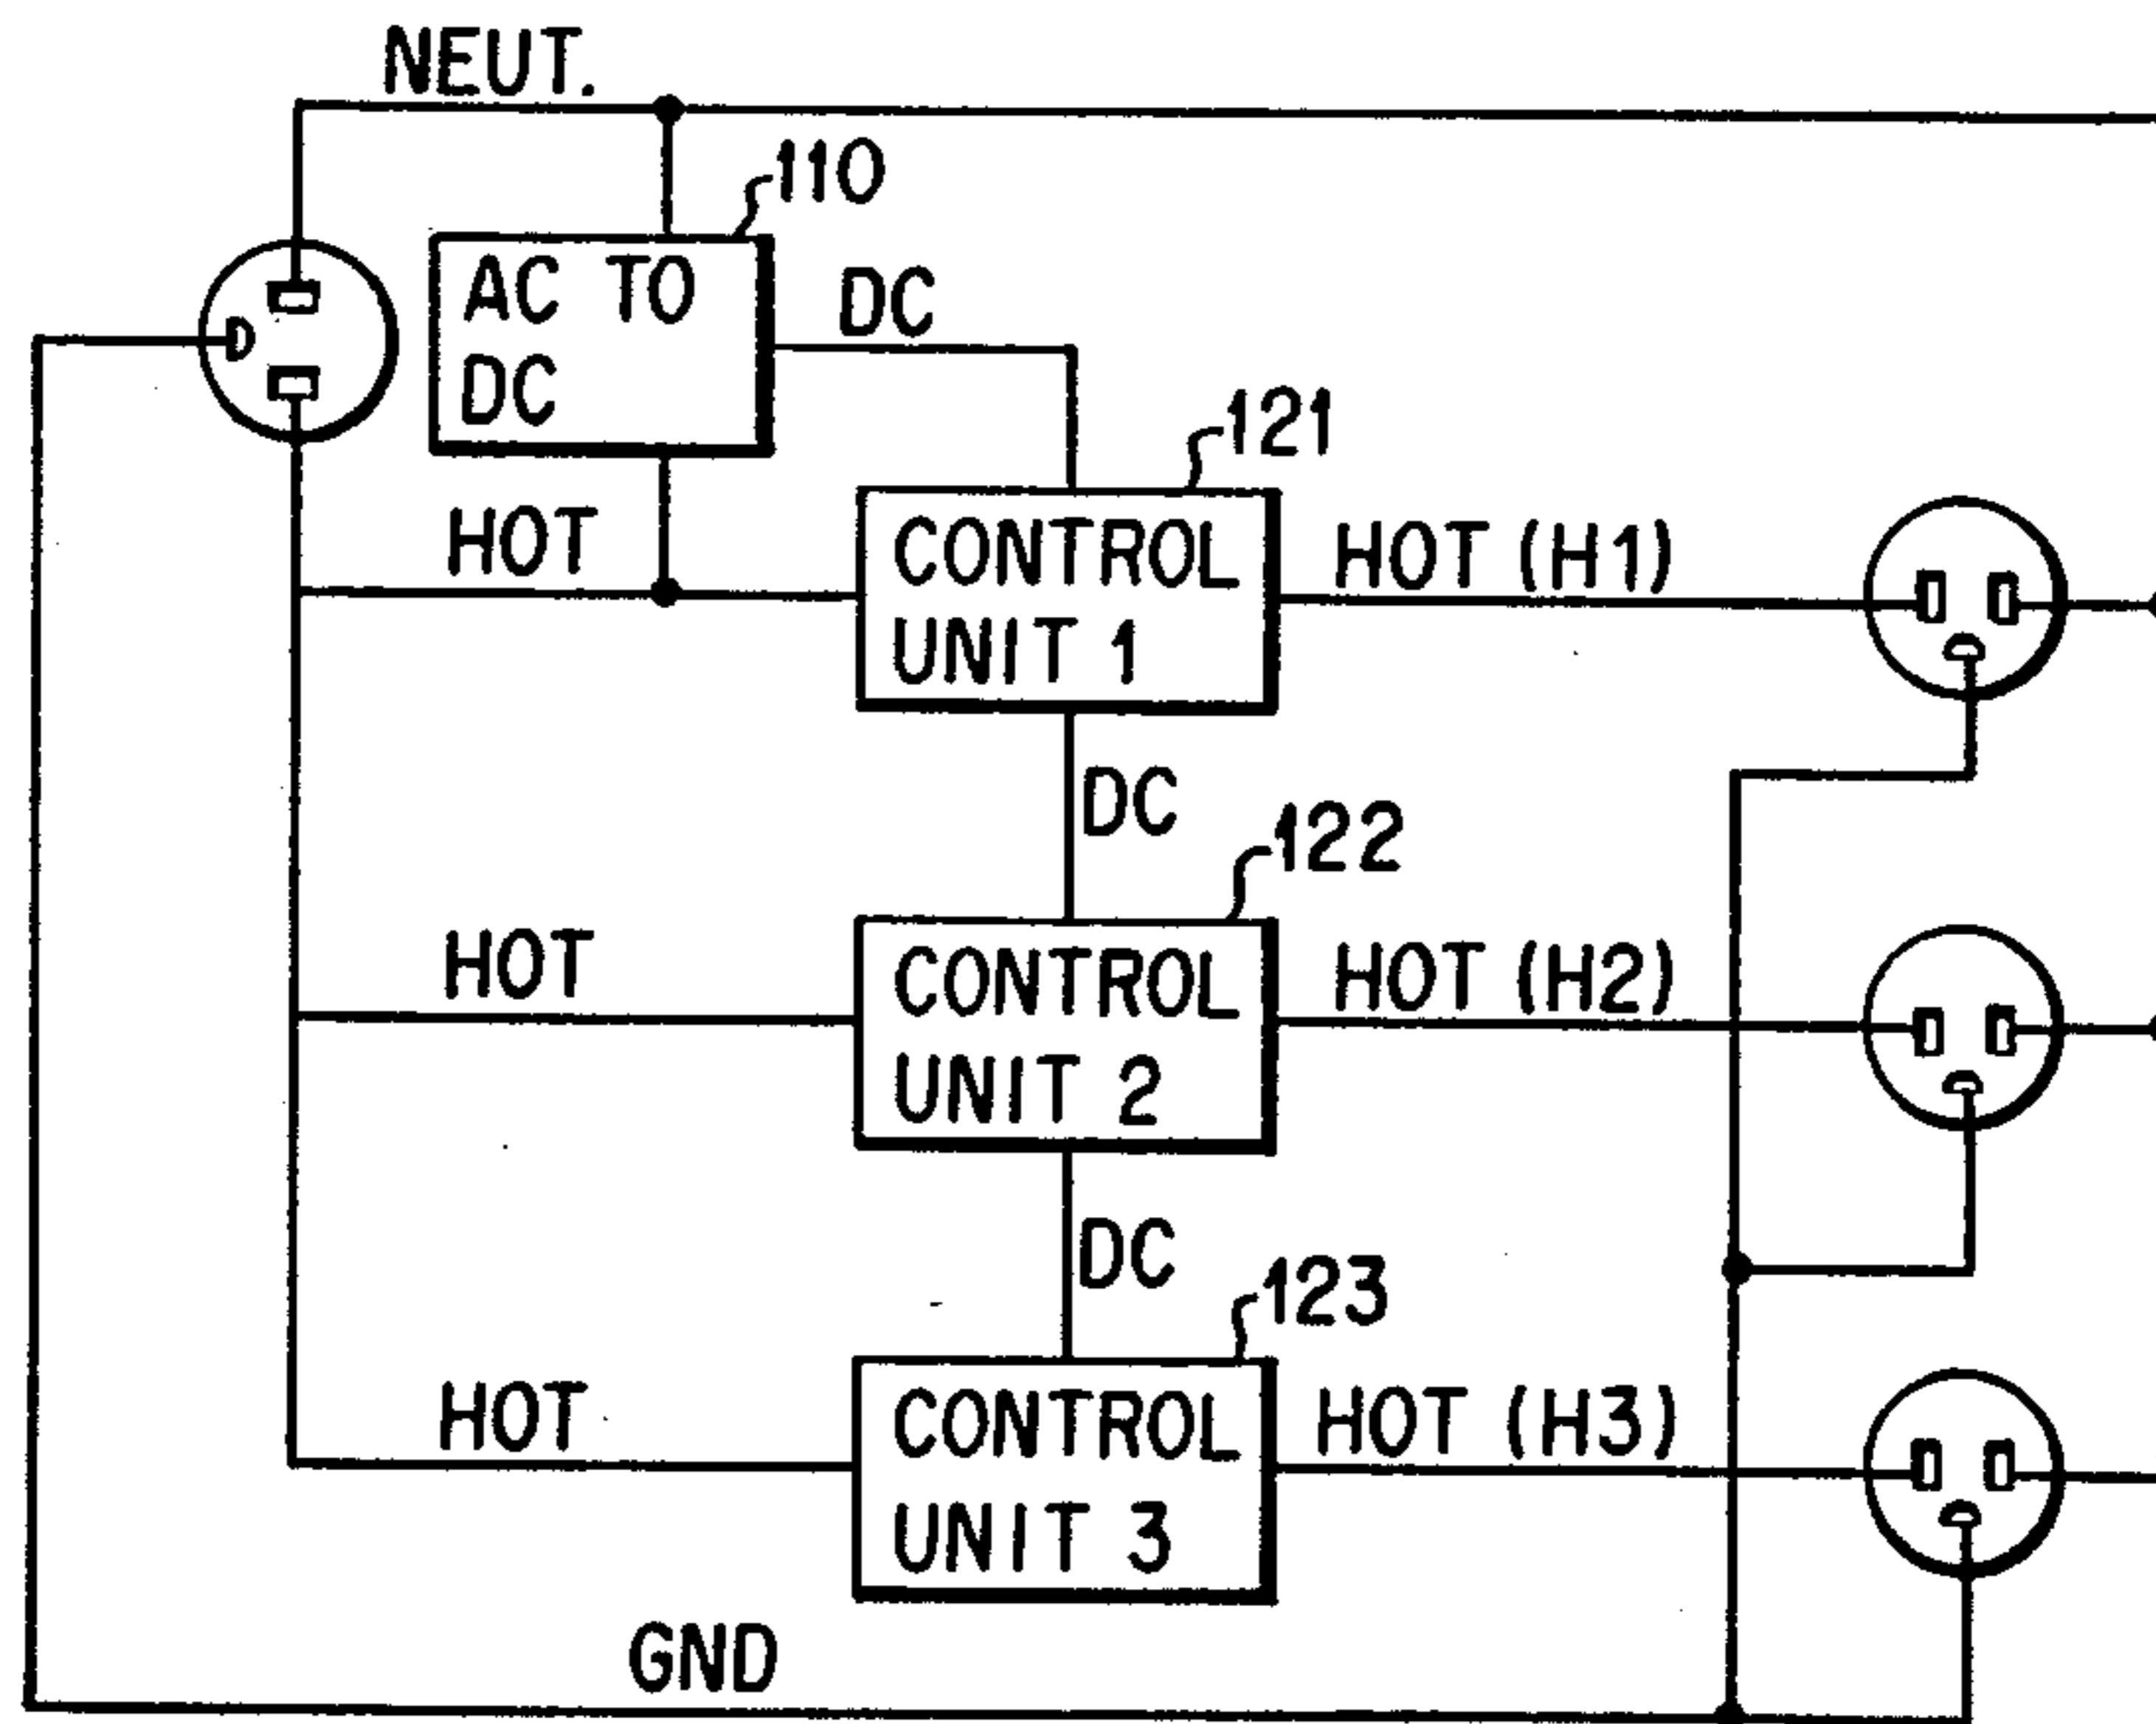 NEUT.
110
AC TO
DC
DC
121
HOT
CONTROL
UNIT 1
HOT (H1)
DC
122
HOT
CONTROL
UNIT 2
HOT (H2)
DC
123
HOT
CONTROL
UNIT 3
HOT (H3)
GND